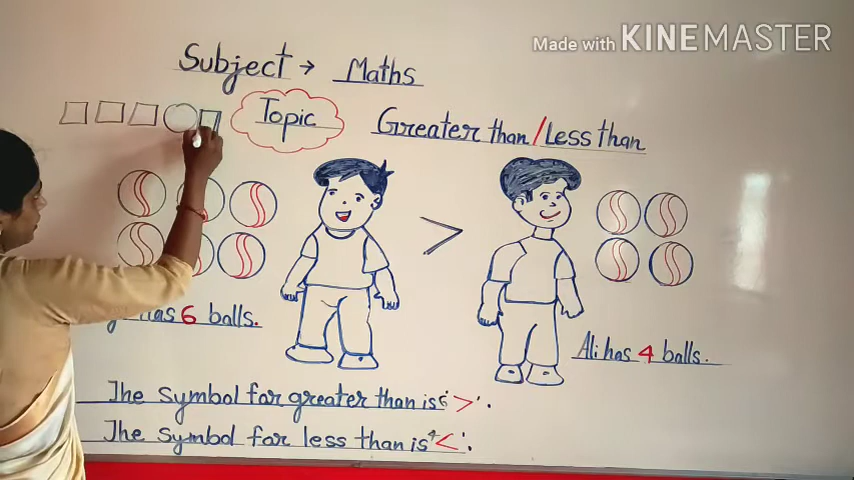 Made with KINEMASTER
Subject → Maths
Topic
Greater than/Less than
has 6 balls.
Ali has 4 balls.
The symbol for greater than is '>'.
The symbol for less than is '<'.